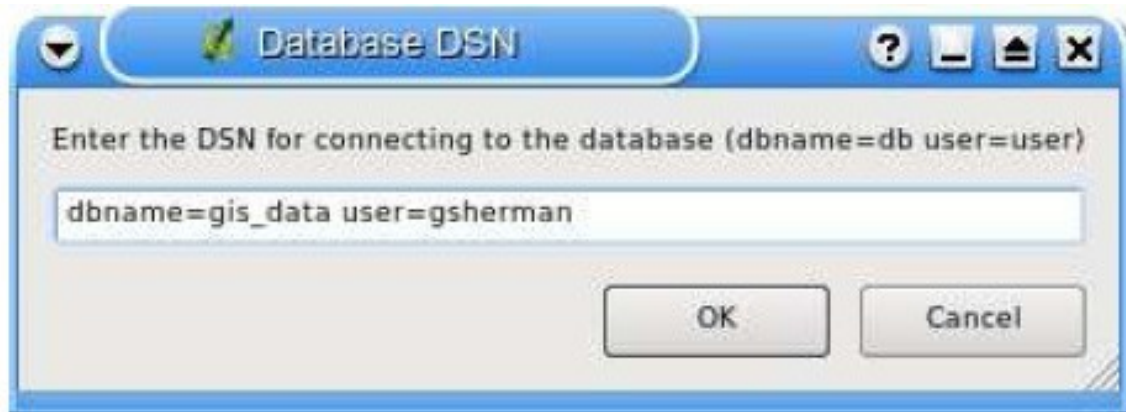 Database DSN
?
Enter the DSN for connecting to the database (dbname=db user=user)
dbname=gis_data user=gsherman
OK Cancel